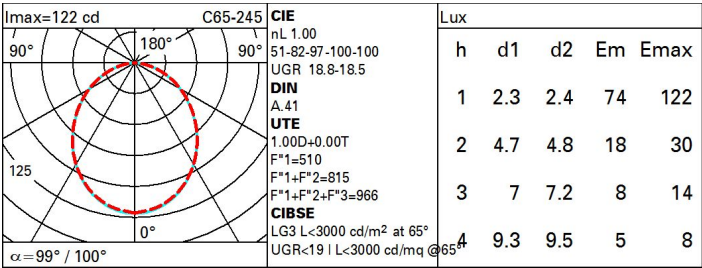 Imax=122 cd C65-245
90° 180° 90°
125
0°
α=99° / 100°
CIE
nL 1.00
51-82-97-100-100
UGR 18.8-18.5
DIN
A.41
UTE
1.00D+0.00T
F"1=510
F"1+F"2=815
F"1+F"2+F"3=966
CIBSE
LG3 L<3000 cd/m² at 65°
UGR<19 | L<3000 cd/mq @65°
Lux
h d1 d2 Em Emax
1 2.3 2.4 74 122
2 4.7 4.8 18 30
3 7 7.2 8 14
4 9.3 9.5 5 8